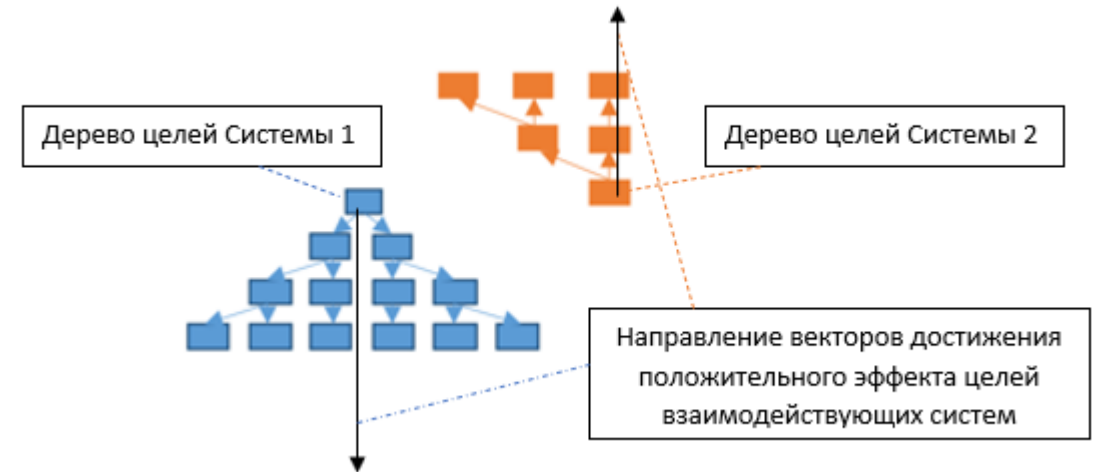 Дерево целей Системы 1
Дерево целей Системы 2
Направление векторов достижения
положительного эффекта целей
взаимодействующих систем